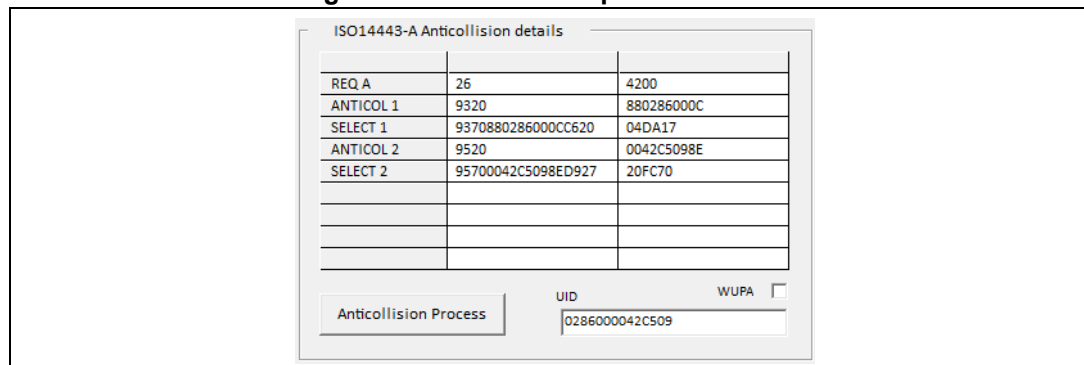 ISO14443-A Anticollision details
REQ A 26 4200
ANTICOL 1 9320 880286000C
SELECT 1 9370880286000CC620 04DA17
ANTICOL 2 9520 0042C5098E
SELECT 2 95700042C5098ED927 20FC70
UID WUPA
Anticollision Process 0286000042C509